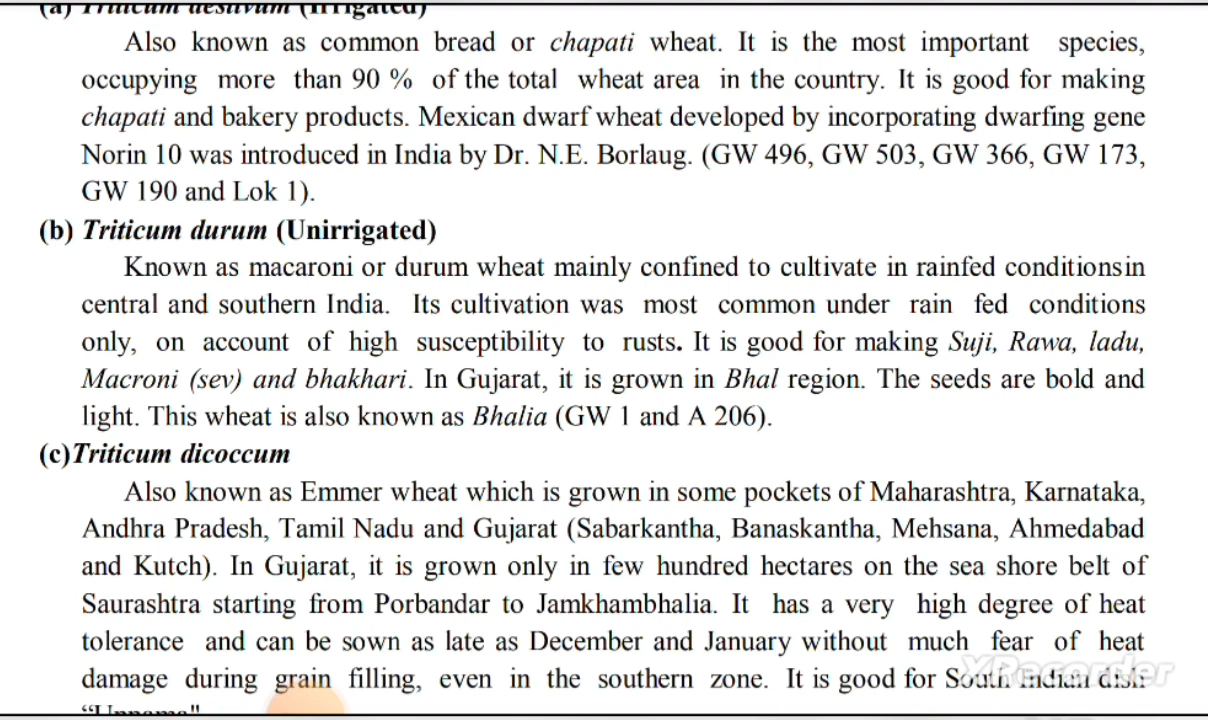 (a) Triticum aestivum (Irrigated)
Also known as common bread or chapati wheat. It is the most important species,
occupying more than 90 % of the total wheat area in the country. It is good for making
chapati and bakery products. Mexican dwarf wheat developed by incorporating dwarfing gene
Norin 10 was introduced in India by Dr. N.E. Borlaug. (GW 496, GW 503, GW 366, GW 173,
GW 190 and Lok 1).
(b) Triticum durum (Unirrigated)
Known as macaroni or durum wheat mainly confined to cultivate in rainfed conditionsin
central and southern India. Its cultivation was most common under rain fed conditions
only, on account of high susceptibility to rusts. It is good for making Suji, Rawa, ladu,
Macroni (sev) and bhakhari. In Gujarat, it is grown in Bhal region. The seeds are bold and
light. This wheat is also known as Bhalia (GW 1 and A 206).
(c)Triticum dicoccum
Also known as Emmer wheat which is grown in some pockets of Maharashtra, Karnataka,
Andhra Pradesh, Tamil Nadu and Gujarat (Sabarkantha, Banaskantha, Mehsana, Ahmedabad
and Kutch). In Gujarat, it is grown only in few hundred hectares on the sea shore belt of
Saurashtra starting from Porbandar to Jamkhambhalia. It has a very high degree of heat
tolerance and can be sown as late as December and January without much fear of heat
damage during grain filling, even in the southern zone. It is good for South Indian dish
XRecorder